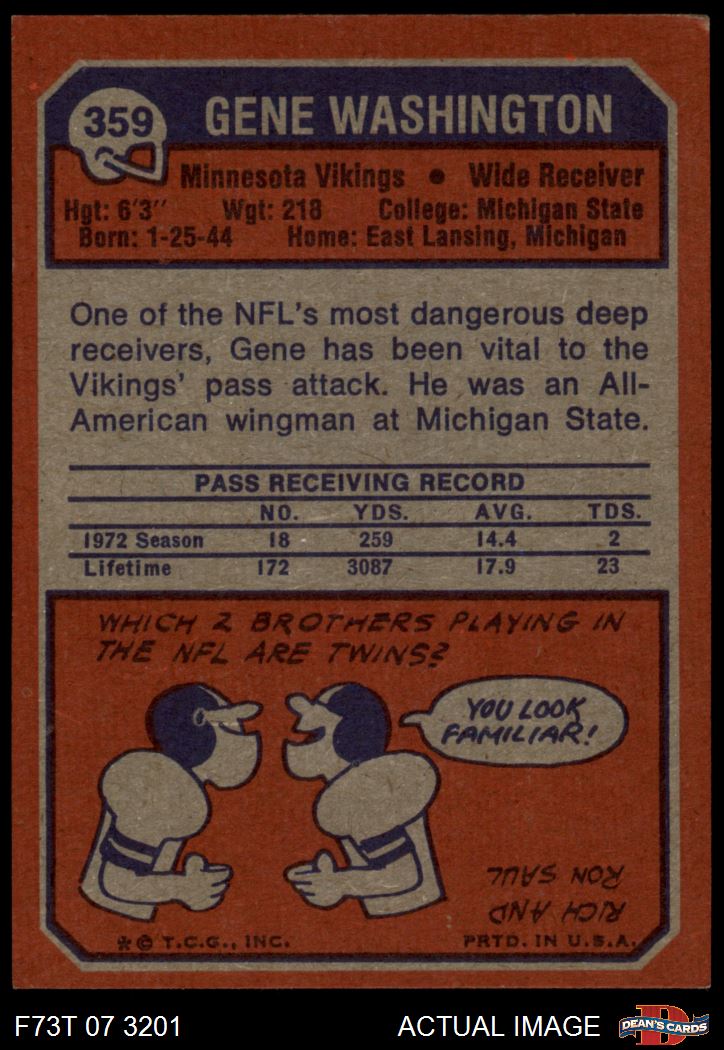 359
GENE WASHINGTON
Minnesota Vikings • Wide Receiver
Hgt: 6'3" Wgt: 218 College: Michigan State
Born: 1-25-44 Home: East Lansing, Michigan
One of the NFL's most dangerous deep
receivers, Gene has been vital to the
Vikings' pass attack. He was an All-
American wingman at Michigan State.
PASS RECEIVING RECORD
NO. YDS. AVG. TDS.
1972 Season 18 259 14.4 2
Lifetime 172 3087 17.9 23
WHICH 2 BROTHERS PLAYING IN
THE NFL ARE TWINS?
YOU LOOK
FAMILIAR!
RICH AND
RON SAUL
*© T.C.G., INC. PRTD. IN U.S.A.
F73T 07 3201 ACTUAL IMAGE
D
DEAN'S CARDS